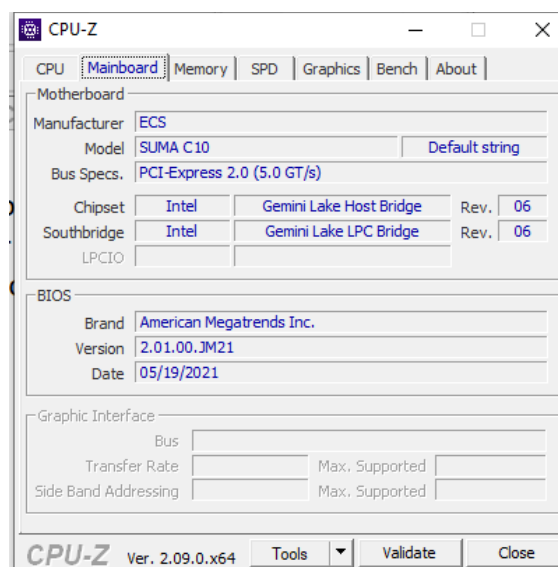 CPU-Z
CPU Mainboard Memory SPD Graphics Bench About
Motherboard
Manufacturer ECS
Model SUMA C10 Default string
Bus Specs. PCI-Express 2.0 (5.0 GT/s)
Chipset Intel Gemini Lake Host Bridge Rev. 06
Southbridge Intel Gemini Lake LPC Bridge Rev. 06
LPCIO
BIOS
Brand American Megatrends Inc.
Version 2.01.00.JM21
Date 05/19/2021
Graphic Interface
Bus
Transfer Rate Max. Supported
Side Band Addressing Max. Supported
CPU-Z Ver. 2.09.0.x64 Tools Validate Close